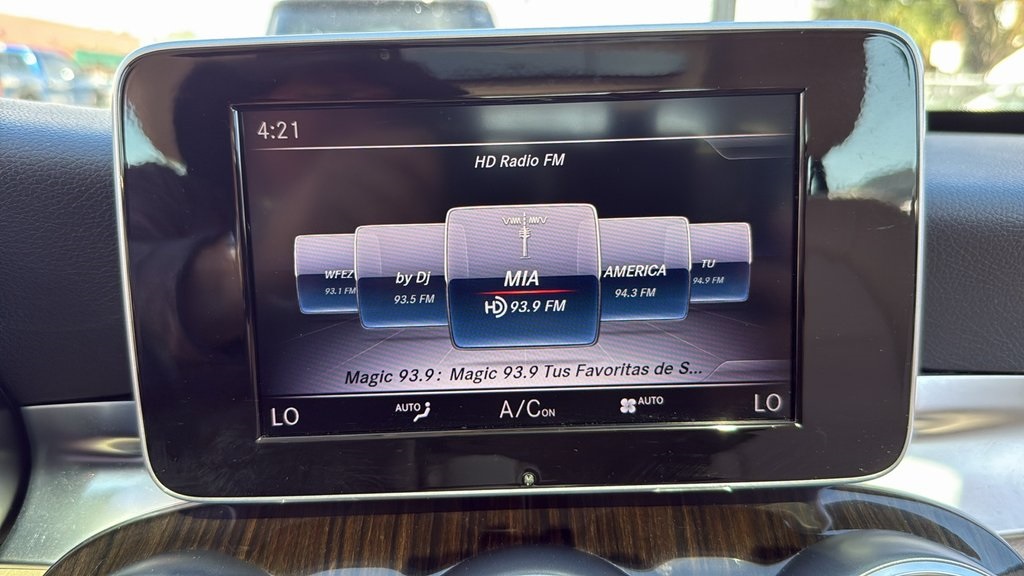 4:21
HD Radio FM
WFEZ
93.1 FM
by Dj
93.5 FM
MIA
HD 93.9 FM
AMERICA
94.3 FM
TU
94.9 FM
Magic 93.9: Magic 93.9 Tus Favoritas de S...
LO AUTO A/C ON AUTO LO